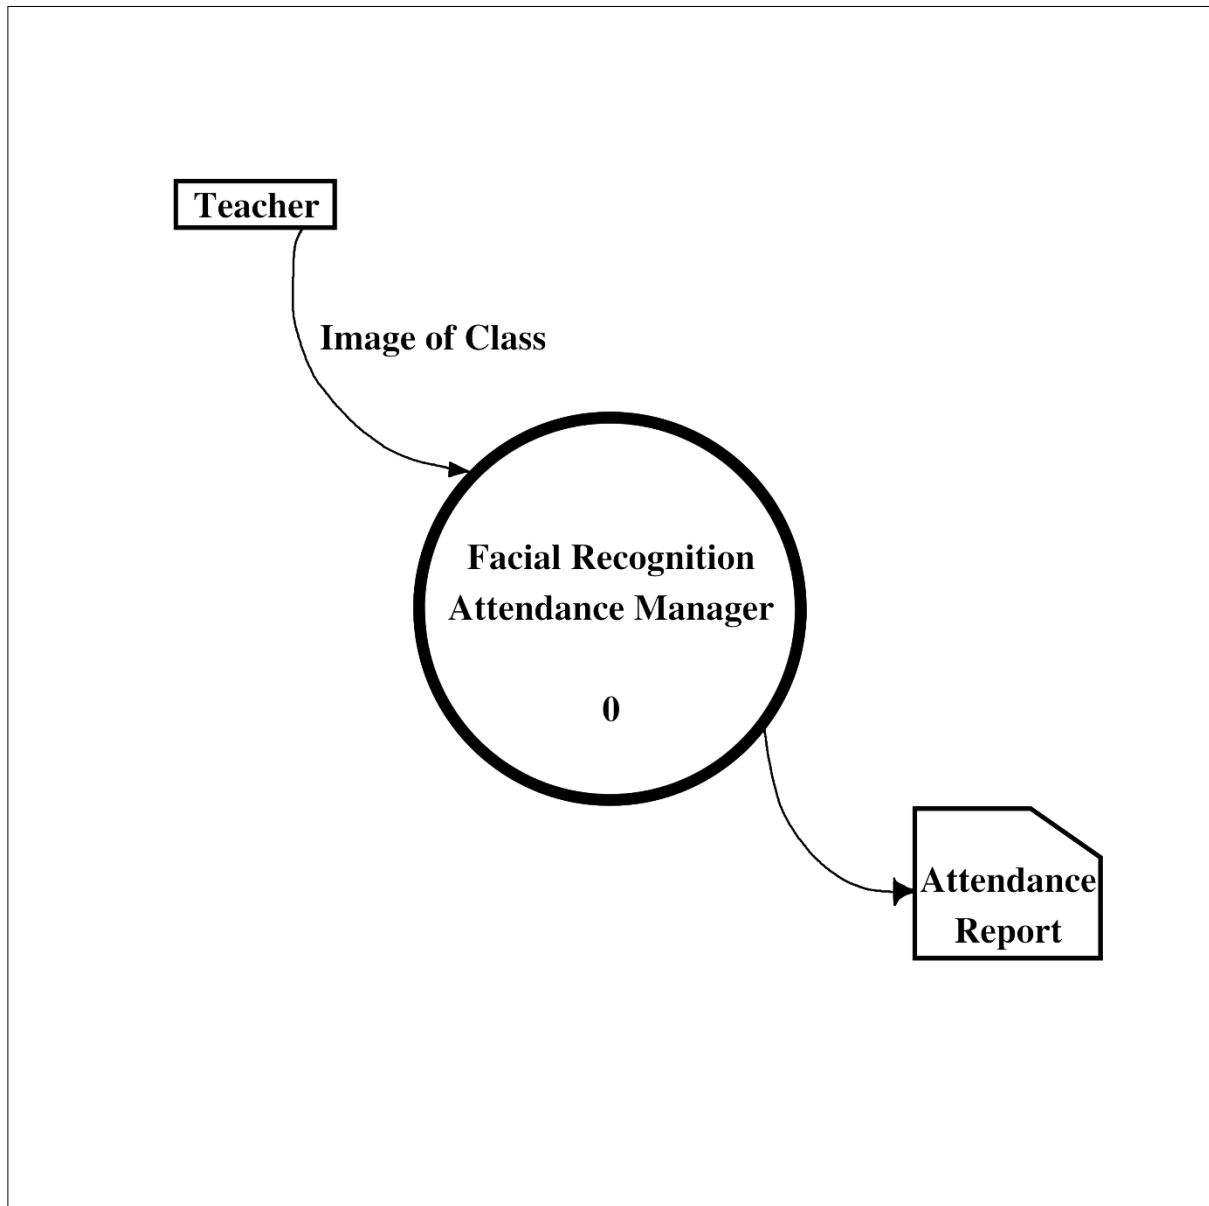 Teacher
Image of Class
Facial Recognition
Attendance Manager
0
Attendance
Report